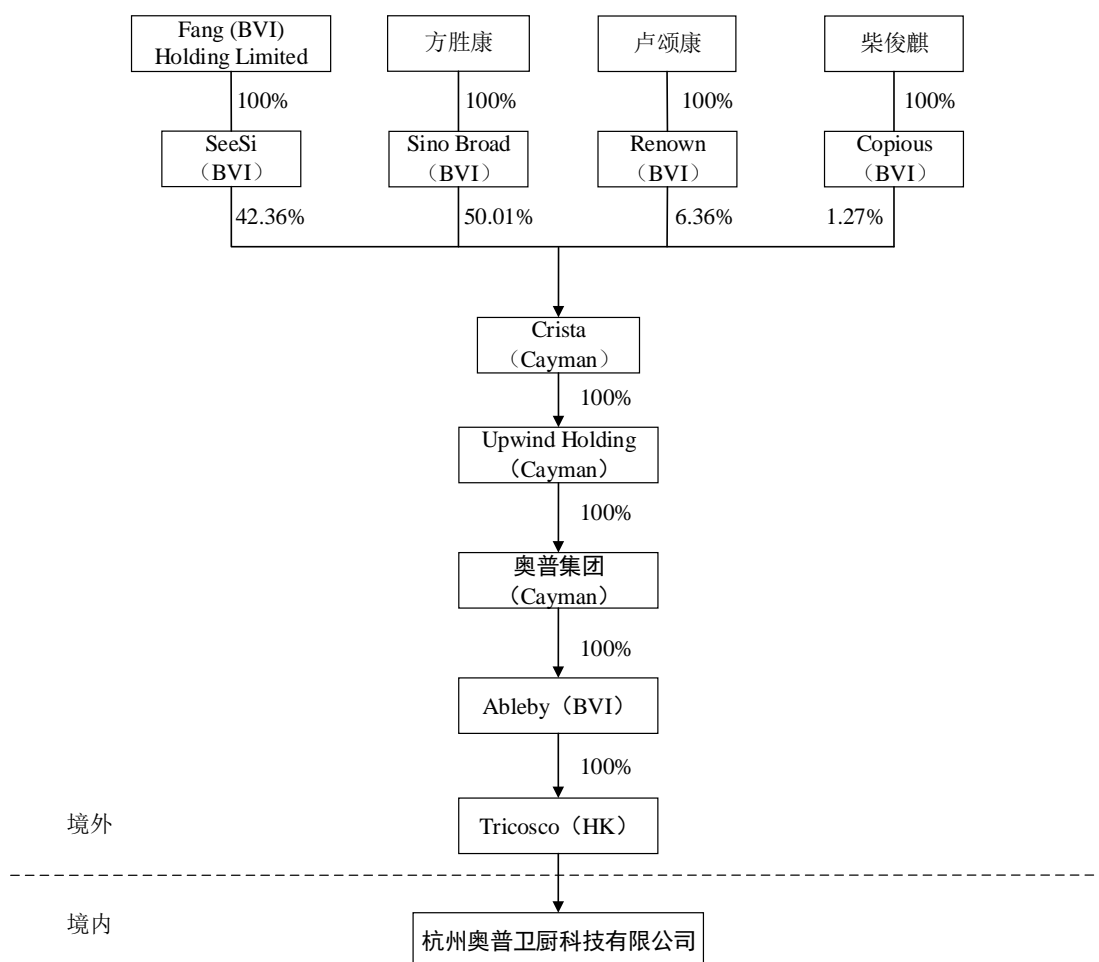 Fang (BVI)
Holding Limited
方胜康
卢颂康
柴俊麒
100%
100%
100%
100%
SeeSi
（BVI）
Sino Broad
（BVI）
Renown
（BVI）
Copious
（BVI）
42.36%
50.01%
6.36%
1.27%
Crista
（Cayman）
100%
Upwind Holding
（Cayman）
100%
奥普集团
（Cayman）
100%
Ableby（BVI）
100%
境外
Tricosco（HK）
境内
杭州奥普卫厨科技有限公司